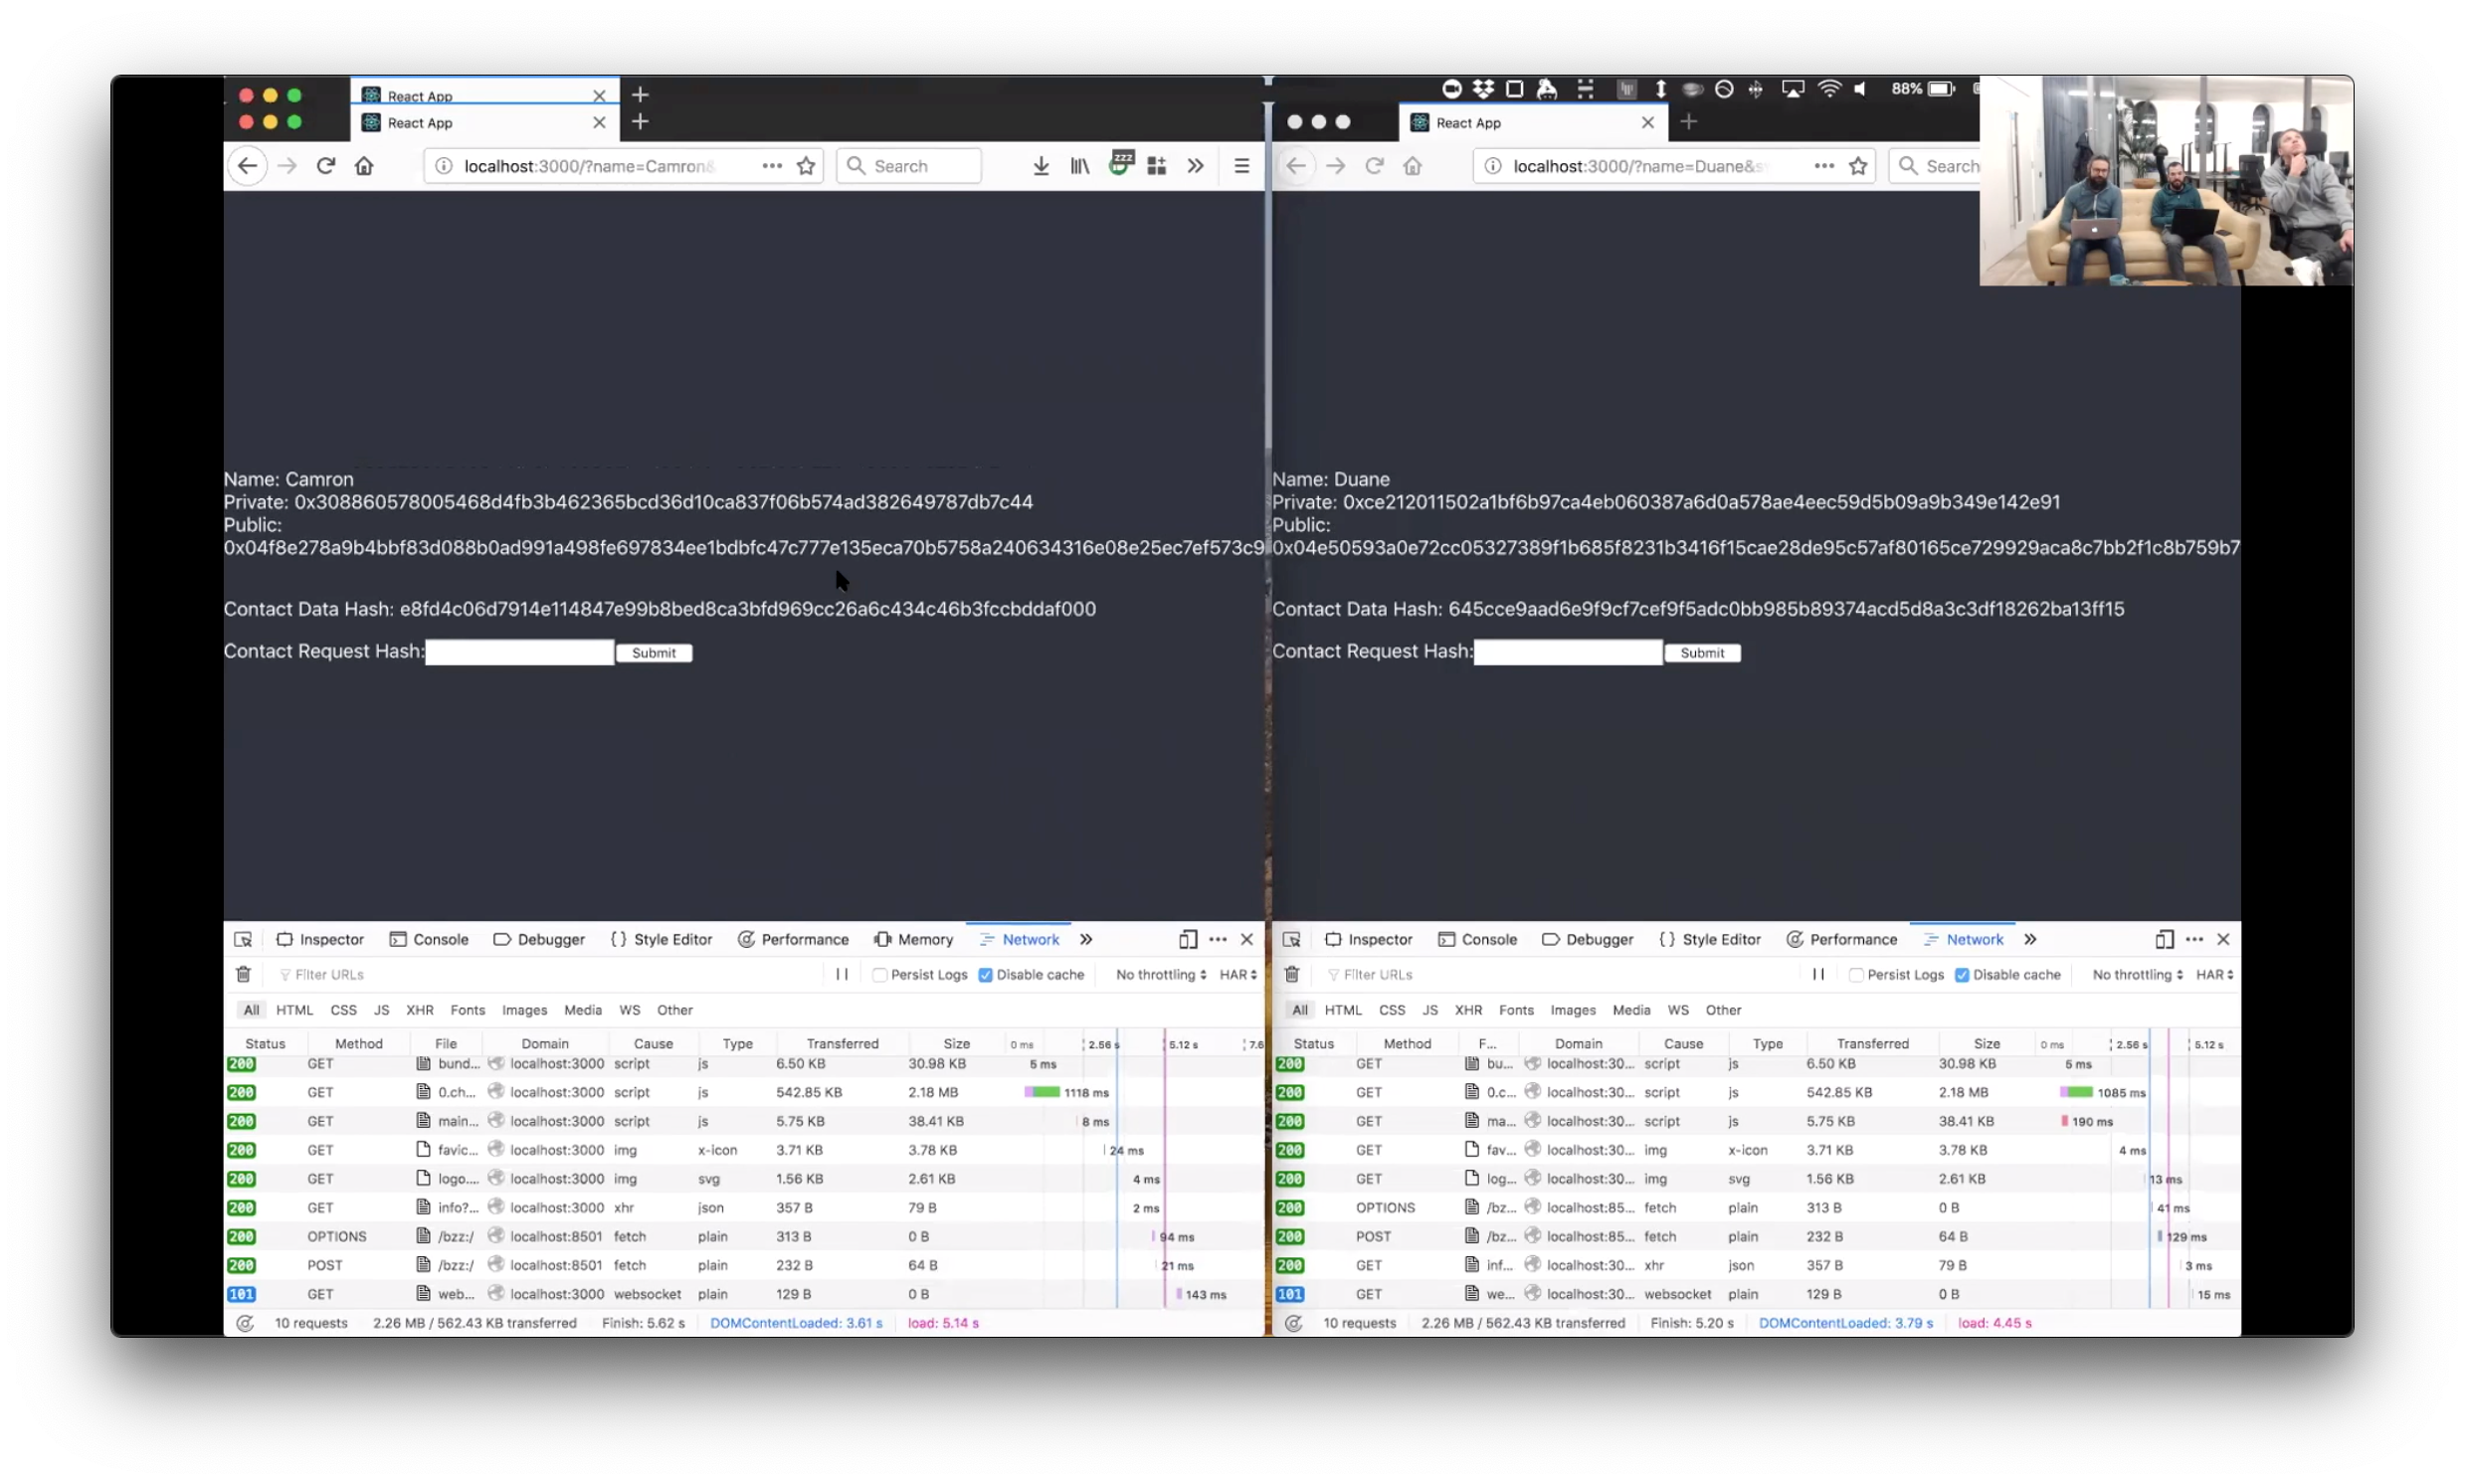 React App
React App
localhost:3000/?name=Camron&
Search
zzz
Name: Camron
Private: 0x308860578005468d4fb3b462365bcd36d10ca837f06b574ad382649787db7c44
Public:
0x04f8e278a9b4bbf83d088b0ad991a498fe697834ee1bdbfc47c777e135eca70b5758a240634316e08e25ec7ef573c9
Contact Data Hash: e8fd4c06d7914e114847e99b8bed8ca3bfd969cc26a6c434c46b3fccbddaf000
Contact Request Hash:
Submit
Inspector Console Debugger {} Style Editor Performance Memory Network
Filter URLs Persist Logs Disable cache No throttling HAR
All HTML CSS JS XHR Fonts Images Media WS Other
Status Method File Domain Cause Type Transferred Size 0 ms 2.56 s 5.12 s 7.6
200 GET bund... localhost:3000 script js 6.50 KB 30.98 KB 5 ms
200 GET 0.ch... localhost:3000 script js 542.85 KB 2.18 MB 1118 ms
200 GET main... localhost:3000 script js 5.75 KB 38.41 KB 8 ms
200 GET favic... localhost:3000 img x-icon 3.71 KB 3.78 KB 24 ms
200 GET logo.... localhost:3000 img svg 1.56 KB 2.61 KB 4 ms
200 GET info?... localhost:3000 xhr json 357 B 79 B 2 ms
200 OPTIONS /bzz:/ localhost:8501 fetch plain 313 B 0 B 94 ms
200 POST /bzz:/ localhost:8501 fetch plain 232 B 64 B 21 ms
101 GET web... localhost:3000 websocket plain 129 B 0 B 143 ms
10 requests 2.26 MB / 562.43 KB transferred Finish: 5.62 s DOMContentLoaded: 3.61 s load: 5.14 s
88%
React App
localhost:3000/?name=Duane&s
Search
Name: Duane
Private: 0xce212011502a1bf6b97ca4eb060387a6d0a578ae4eec59d5b09a9b349e142e91
Public:
0x04e50593a0e72cc05327389f1b685f8231b3416f15cae28de95c57af80165ce729929aca8c7bb2f1c8b759b7
Contact Data Hash: 645cce9aad6e9f9cf7cef9f5adc0bb985b89374acd5d8a3c3df18262ba13ff15
Contact Request Hash:
Submit
Inspector Console Debugger {} Style Editor Performance Network
Filter URLs Persist Logs Disable cache No throttling HAR
All HTML CSS JS XHR Fonts Images Media WS Other
Status Method F... Domain Cause Type Transferred Size 0 ms 2.56 s 5.12 s
200 GET bu... localhost:30... script js 6.50 KB 30.98 KB 5 ms
200 GET 0.c... localhost:30... script js 542.85 KB 2.18 MB 1085 ms
200 GET ma... localhost:30... script js 5.75 KB 38.41 KB 190 ms
200 GET fav... localhost:30... img x-icon 3.71 KB 3.78 KB 4 ms
200 GET log... localhost:30... img svg 1.56 KB 2.61 KB 13 ms
200 OPTIONS /bz... localhost:85... fetch plain 313 B 0 B 41 ms
200 POST /bz... localhost:85... fetch plain 232 B 64 B 129 ms
200 GET inf... localhost:30... xhr json 357 B 79 B 3 ms
101 GET we... localhost:30... websocket plain 129 B 0 B 15 ms
10 requests 2.26 MB / 562.43 KB transferred Finish: 5.20 s DOMContentLoaded: 3.79 s load: 4.45 s